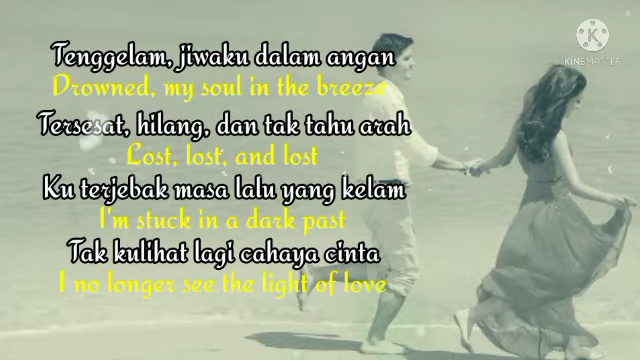 Tenggelam, jiwaku dalam angan
Drowned, my soul in the breeze
Tersesat, hilang, dan tak tahu arah
Lost, lost, and lost
Ku terjebak masa lalu yang kelam
I'm stuck in a dark past
Tak kulihat lagi cahaya cinta
I no longer see the light of love
K
KINEMASTER